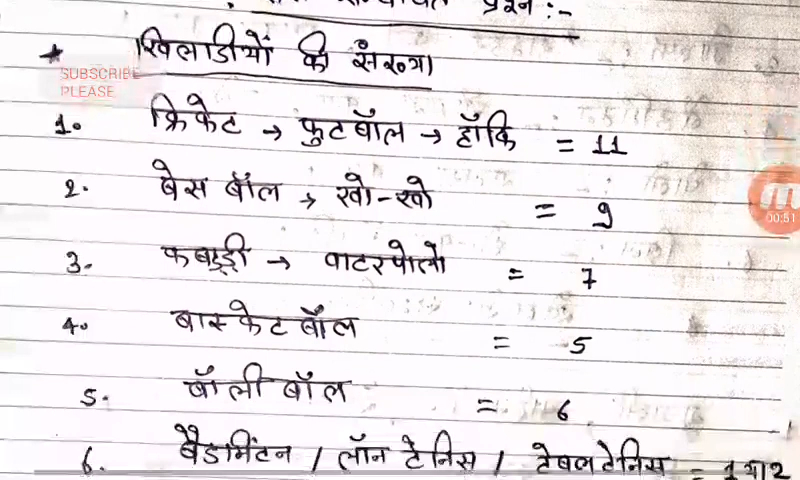 प्रश्न :-
* खिलाडीयों की संख्या
SUBSCRIBE
PLEASE
1. क्रिकेट → फुटबॉल → हॉकि = 11
2. बेस बॉल → खो-खो = 9
00:51
3. कबड्डी → वाटरपोलो = 7
4. बास्केट बॉल = 5
5. बॉली बॉल = 6
6. बैडमिंटन / लॉन टेनिस / टेबल टेनिस = 1 या 2